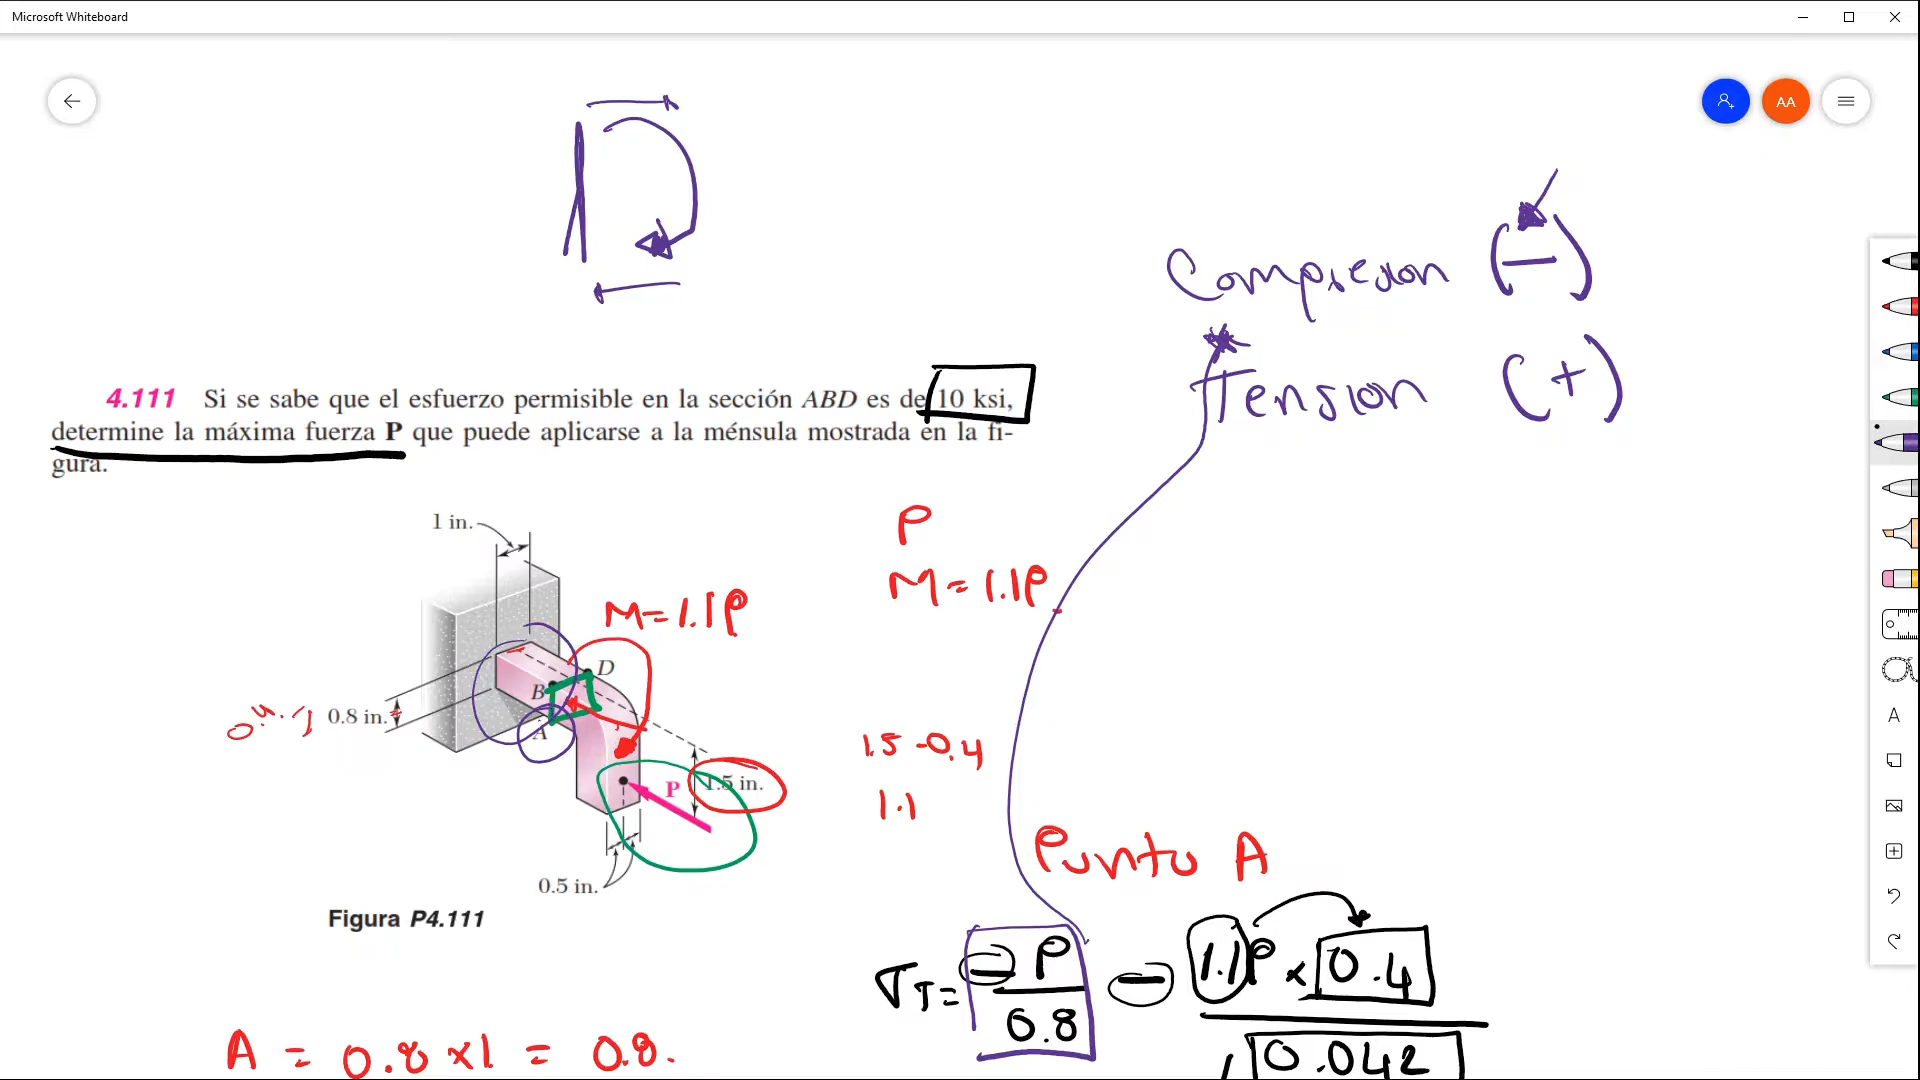 Microsoft Whiteboard
AA
Compresion (-)
Tension (+)
4.111 Si se sabe que el esfuerzo permisible en la sección ABD es de 10 ksi,
determine la máxima fuerza P que puede aplicarse a la ménsula mostrada en la fi-
gura.
1 in.
P
M = 1.1P
M = 1.1P
D
B
A
0.4
0.8 in.
1.5 - 0.4
1.1
P
1.5 in.
0.5 in.
Figura P4.111
Punto A
σT = - P / 0.8 - 1.1P x 0.4 / 0.042
A = 0.8 x 1 = 0.8.